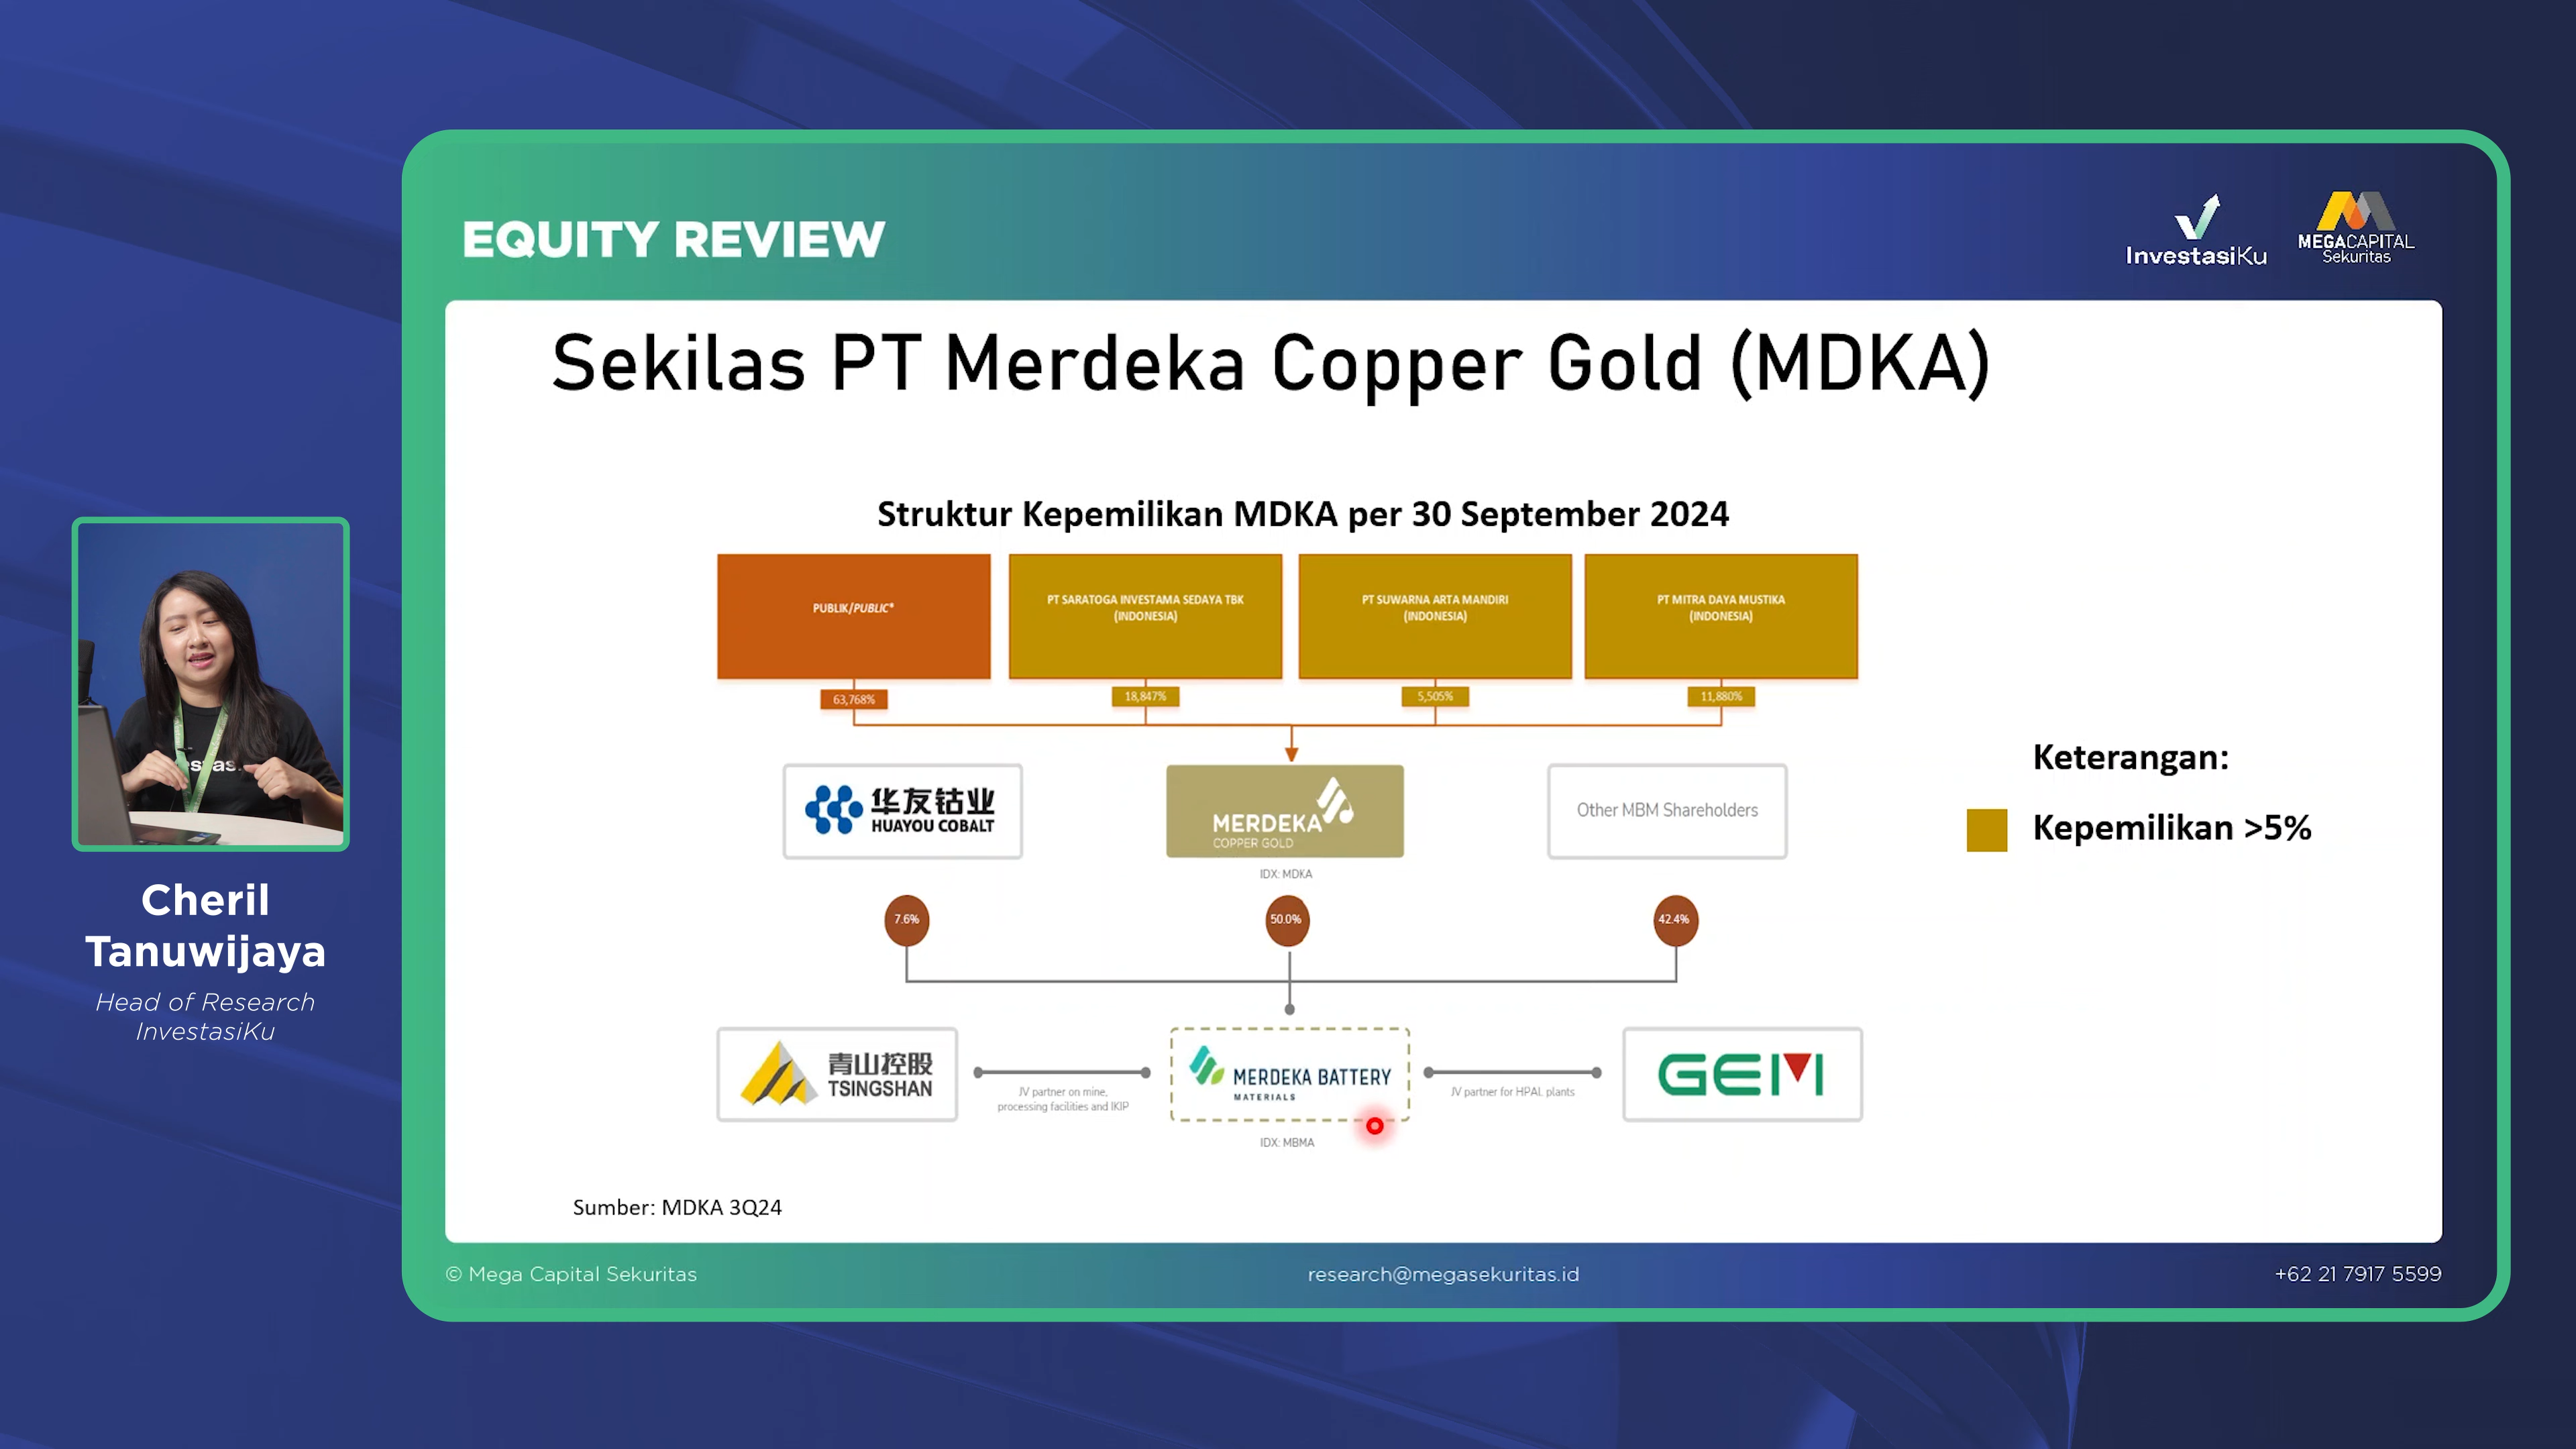 EQUITY REVIEW
InvestasiKu
MEGACAPITAL
Sekuritas
Sekilas PT Merdeka Copper Gold (MDKA)
Struktur Kepemilikan MDKA per 30 September 2024
PUBLIK/PUBLIC*
PT SARATOGA INVESTAMA SEDAYA TBK
(INDONESIA)
PT SUWARNA ARTA MANDIRI
(INDONESIA)
PT MITRA DAYA MUSTIKA
(INDONESIA)
63,768%
18,847%
5,505%
11,880%
华友钴业
HUAYOU COBALT
MERDEKA
COPPER GOLD
IDX: MDKA
Other MBM Shareholders
Keterangan:
Kepemilikan >5%
7.6%
50.0%
42.4%
青山控股
TSINGSHAN
JV partner on mine,
processing facilities and IKIP
MERDEKA BATTERY
MATERIALS
IDX: MBMA
JV partner for HPAL plants
GEM
Sumber: MDKA 3Q24
Cheril
Tanuwijaya
Head of Research
InvestasiKu
© Mega Capital Sekuritas
research@megasekuritas.id
+62 21 7917 5599